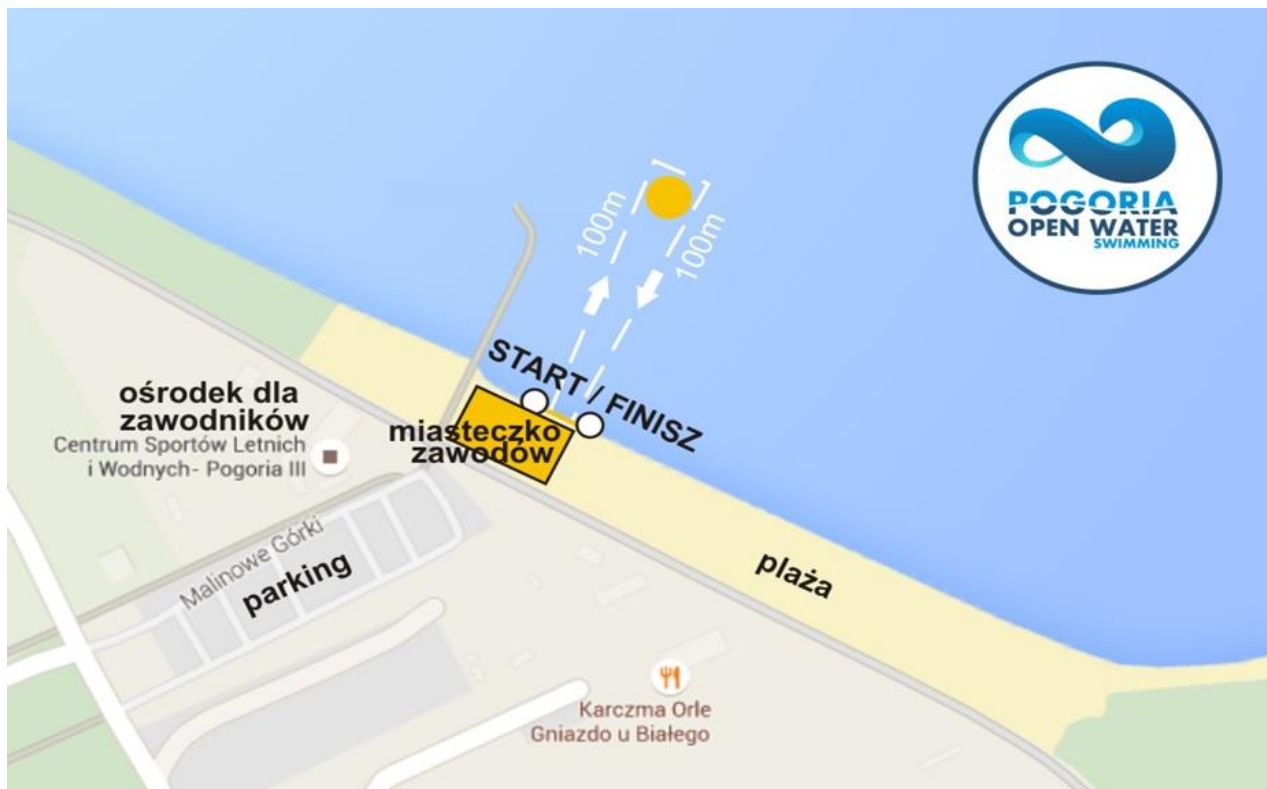 POGORIA
OPEN WATER
SWIMMING
100m
100m
START / FINISZ
ośrodek dla
zawodników
Centrum Sportów Letnich
i Wodnych- Pogoria III
miasteczko
zawodów
Malinowe Górki
parking
plaża
Karczma Orle
Gniazdo u Białego